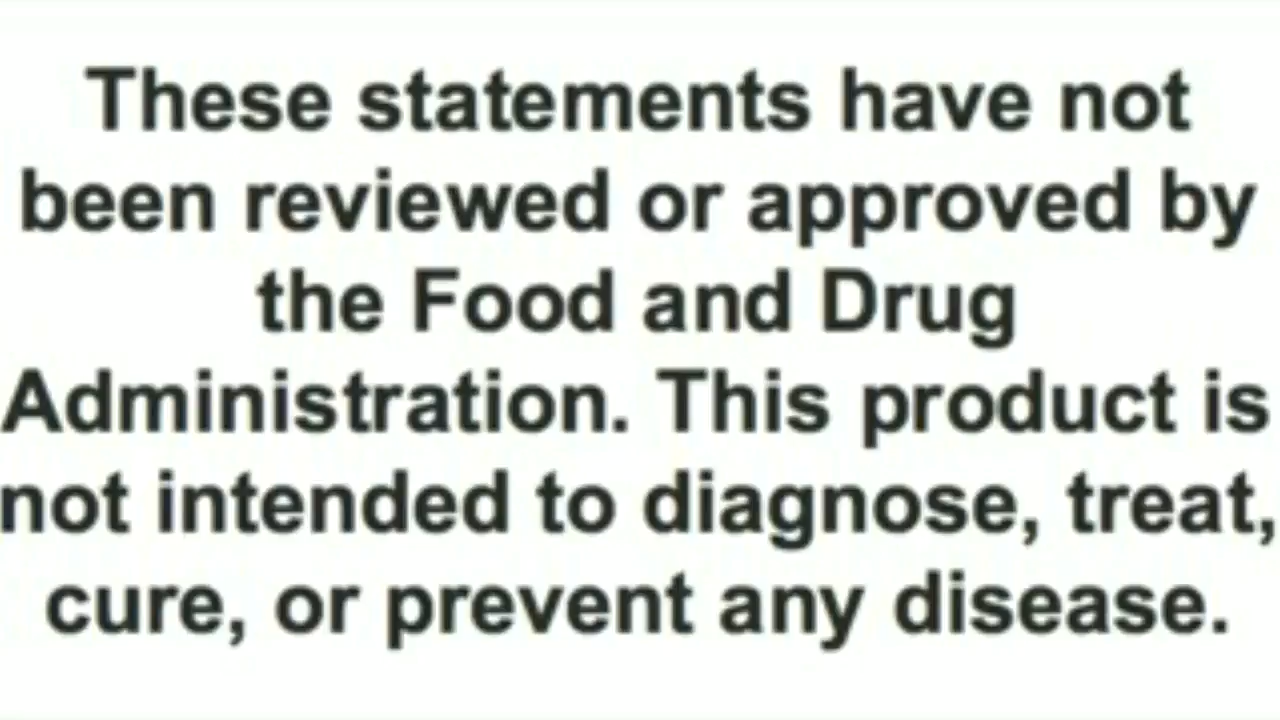 These statements have not
been reviewed or approved by
the Food and Drug
Administration. This product is
not intended to diagnose, treat,
cure, or prevent any disease.